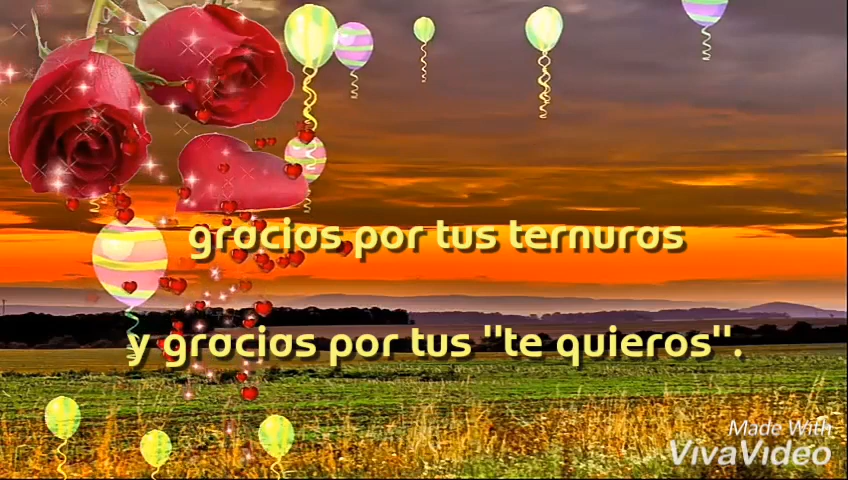 gracias por tus ternuras
y gracias por tus "te quieros".
Made With
VivaVideo